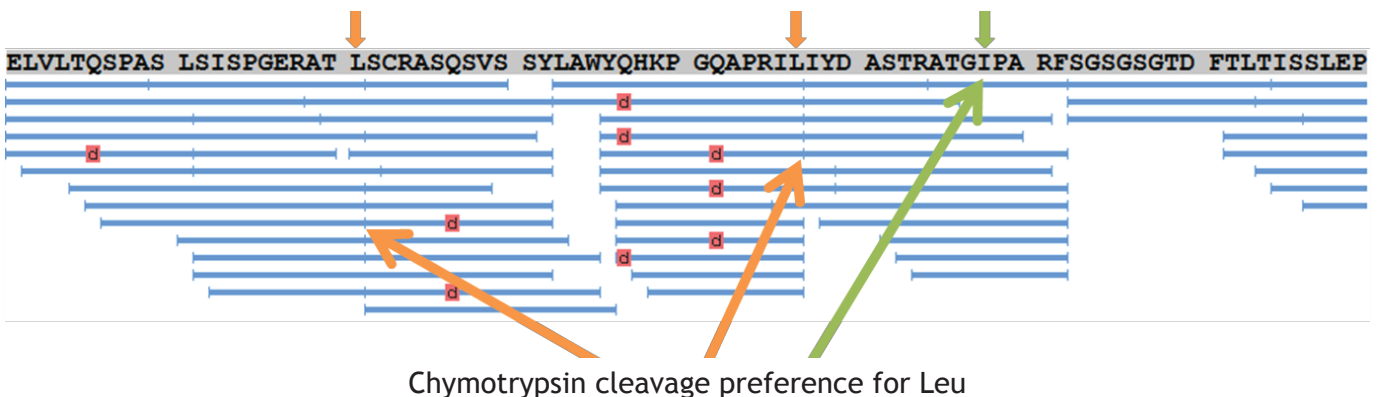 ELVLTQSPAS LSISPGERAT LSCRASQSVS SYLAWYQHKP GQAPRILIYD ASTRATGIPA RFSGSGSGTD FTLTISSLEP
d
d
d d
d
d
d
d
d
Chymotrypsin cleavage preference for Leu